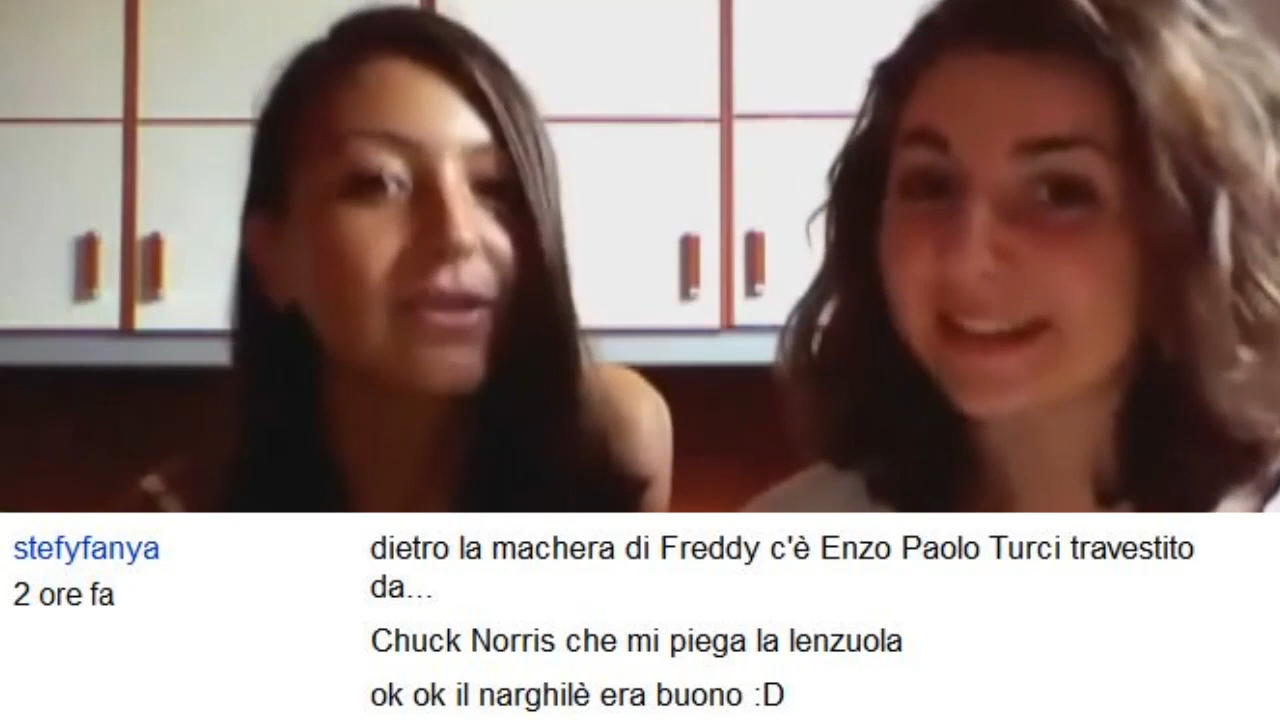 stefyfanya
2 ore fa
dietro la machera di Freddy c'è Enzo Paolo Turci travestito
da...
Chuck Norris che mi piega la lenzuola
ok ok il narghilè era buono :D